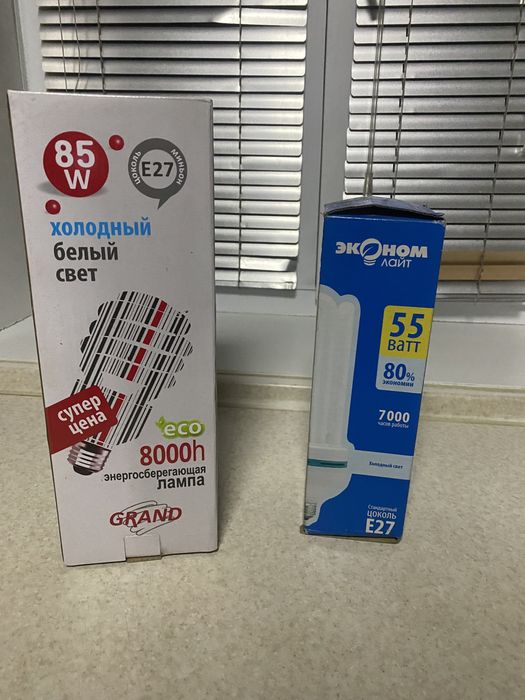 85
W
ЦОКОЛЬ
МИНЬОН
E27
холодный
белый
свет
супер
цена
eco
8000h
энергосберегающая
лампа
GRAND
ЭКОНОМ
ЛАЙТ
55
ВАТТ
80%
ЭКОНОМИИ
7000
часов работы
Холодный свет
Стандартный
ЦОКОЛЬ
E27